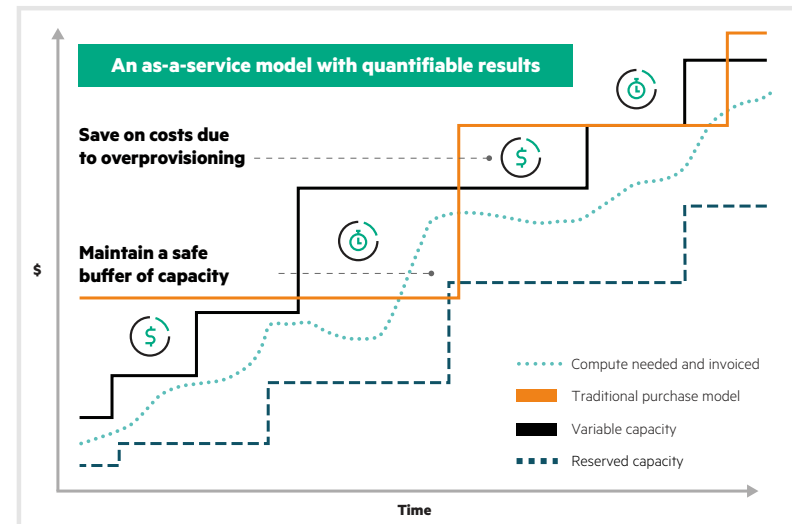 An as-a-service model with quantifiable results
Save on costs due
to overprovisioning
$
$
Maintain a safe
buffer of capacity
$
$
Compute needed and invoiced
Traditional purchase model
Variable capacity
Reserved capacity
Time